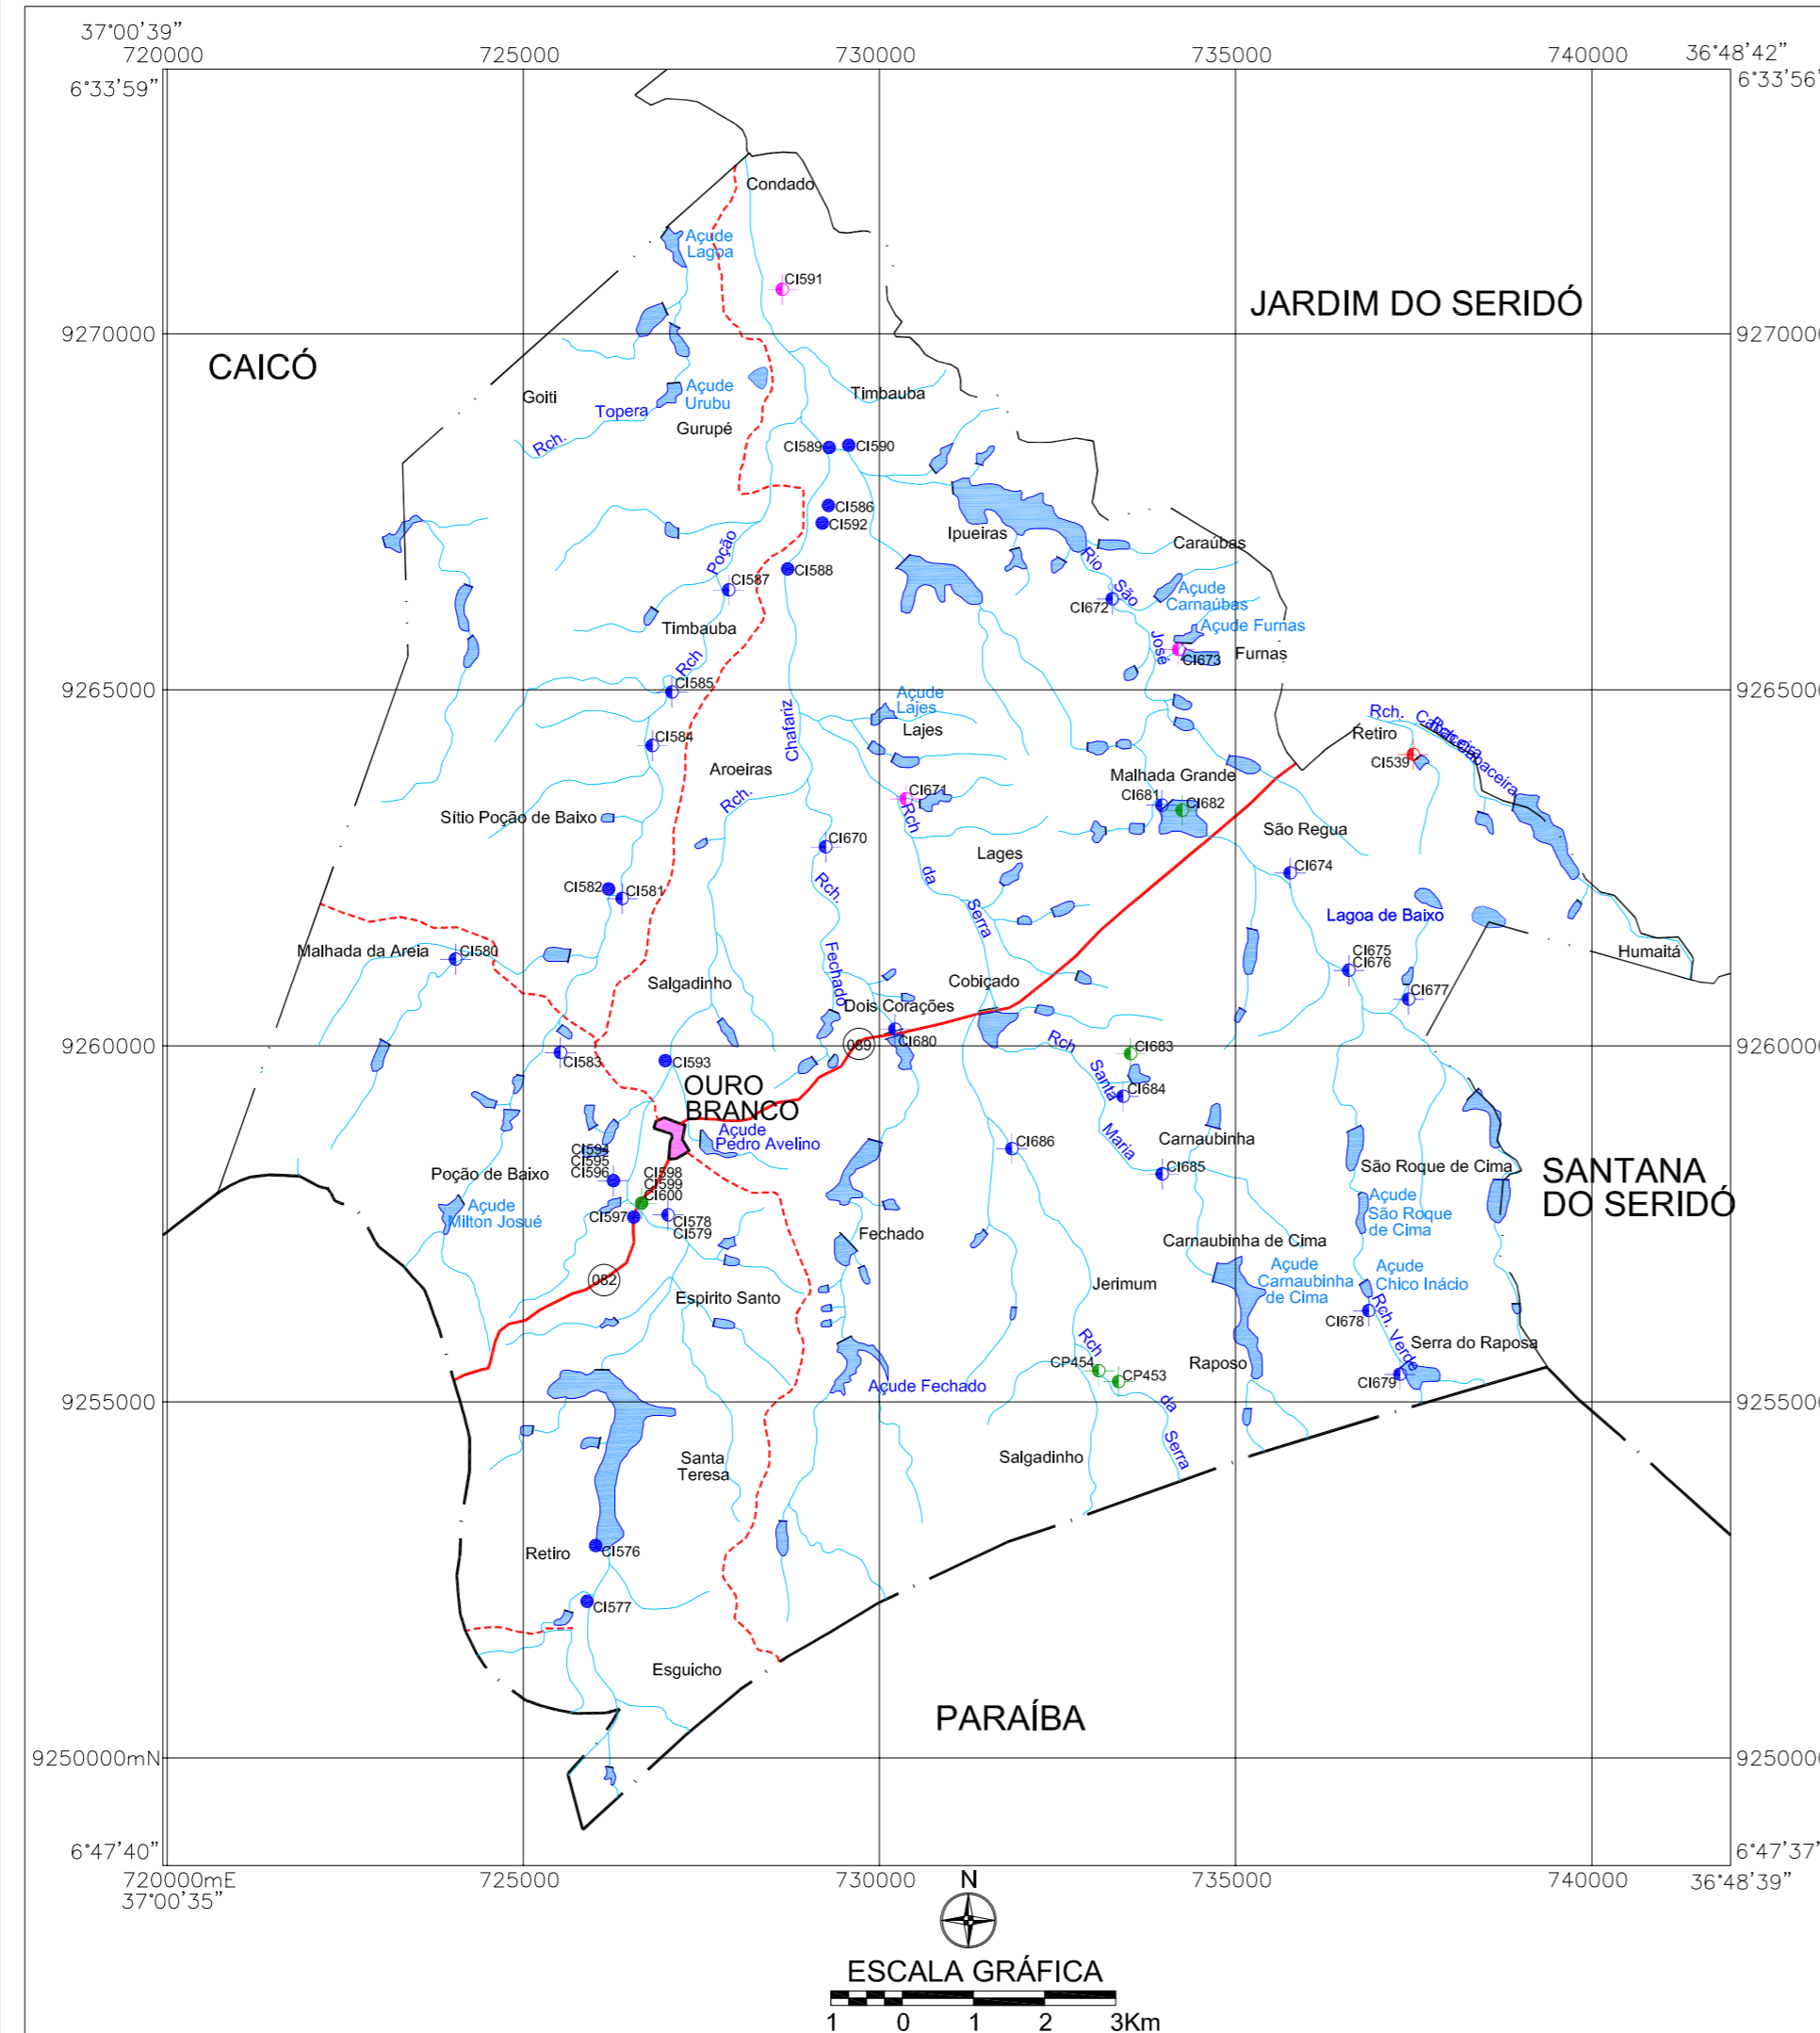 37°00'39"
720000
725000
730000
735000
740000
36°48'42"
6°33'59"
6°33'56"
Condado
Açude
Lagoa
CI591
JARDIM DO SERIDÓ
9270000
CAICÓ
Goiti
Topera
Rch.
Açude
Urubu
Gurupé
Timbauba
CI589
CI590
CI586
CI592
Ipueiras
Caraúbas
Poção
CI588
CI587
Rio
São
José
CI672
Açude
Carnaúbas
Açude Furnas
CI673
Furnas
Timbauba
Rch
9265000
CI585
CI584
Chafariz
Açude
Lajes
Lajes
Rch.
Cabaceira
Retiro
CI539
Aroeiras
Rch.
CI671
Malhada Grande
CI681
CI682
Sítio Poção de Baixo
CI670
Rch
da
Serra
Lages
São Regua
CI674
CI582
CI581
Rch.
Fechado
Lagoa de Baixo
Malhada da Areia
CI580
CI675
CI676
Humaitá
Salgadinho
Cobiçado
CI677
Dois Corações
9260000
9260000
089
CI680
CI583
CI593
Rch
Santa
Maria
CI683
CI684
OURO
BRANCO
Açude
Pedro Avelino
CI594
CI595
CI596
CI598
CI599
CI600
CI686
Carnaubinha
CI685
São Roque de Cima
SANTANA
DO SERIDÓ
Poção de Baixo
Açude
Milton Josué
CI597
CI578
CI579
Açude
São Roque
de Cima
Fechado
Carnaubinha de Cima
082
Espirito Santo
Jerimum
Açude
Carnaubinha
de Cima
Açude
Chico Inácio
CI678
Rch. Verde
Serra do Raposa
Rch
da
Serra
CP454
CP453
Raposo
CI679
Açude Fechado
9255000
Santa
Teresa
Salgadinho
Retiro
CI576
CI577
Esguicho
PARAÍBA
9250000mN
6°47'40"
6°47'37"
720000mE
725000
730000
735000
740000
37°00'35"
36°48'39"
N
ESCALA GRÁFICA
1 0 1 2 3Km